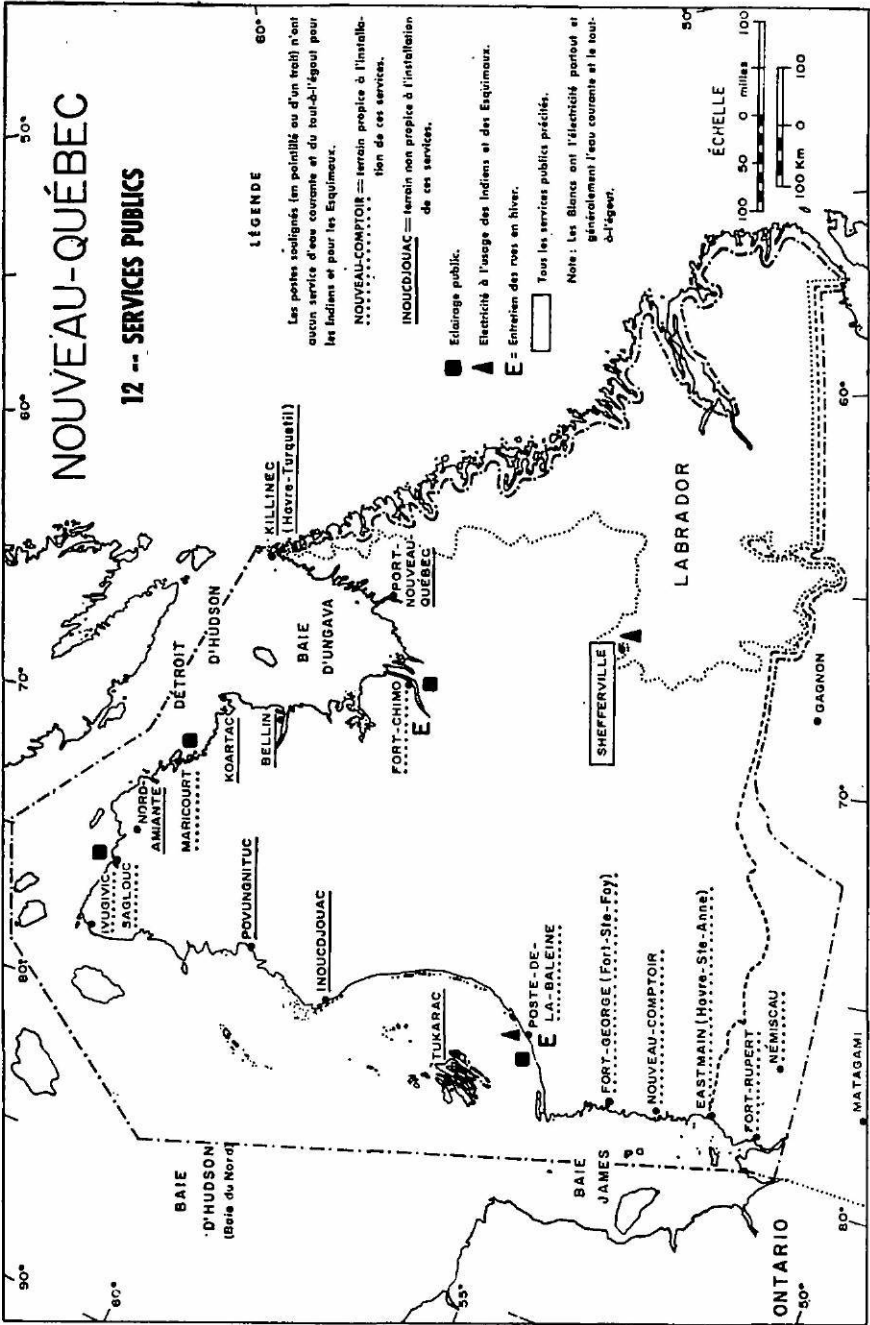 NOUVEAU-QUÉBEC
12 -- SERVICES PUBLICS
LÉGENDE
Les postes soulignés (en pointillé ou d'un trait) n'ont
aucun service d'eau courante et du tout-à-l'égout pour
les Indiens et pour les Esquimaux.
NOUVEAU-COMPTOIR = terrain propice à l'installa-
tion de ces services.
INOUCDJOUAC = terrain non propice à l'installation
de ces services.
Eclairage public.
Electricité à l'usage des Indiens et des Esquimaux.
E = Entretien des rues en hiver.
Tous les services publics précités.
Note: Les Blancs ont l'électricité partout et
généralement l'eau courante et le tout-
à-l'égout.
ÉCHELLE
100 50 0 milles 100
100 Km 0 100
90°
80°
70°
60°
50°
60°
55°
50°
80°
70°
60°
60°
50°
BAIE
D'HUDSON
(Baie du Nord)
DÉTROIT
D'HUDSON
BAIE
D'UNGAVA
BAIE
JAMES
ONTARIO
LABRADOR
KILLINEC
(Havre-Turquetil)
PORT-
NOUVEAU-
QUÉBEC
FORT-CHIMO
E
BELLIN
KOARTAC
MARICOURT
NORD-
AMIANTE
IVUGIVIC
SAGLOUC
POVUNGNITUC
INOUCDJOUAC
TUKARAC
POSTE-DE-
LA-BALEINE
E
FORT-GEORGE (Fort-Ste-Foy)
NOUVEAU-COMPTOIR
EASTMAIN (Havre-Ste-Anne)
FORT-RUPERT
NÉMISCAU
MATAGAMI
SHEFFERVILLE
GAGNON